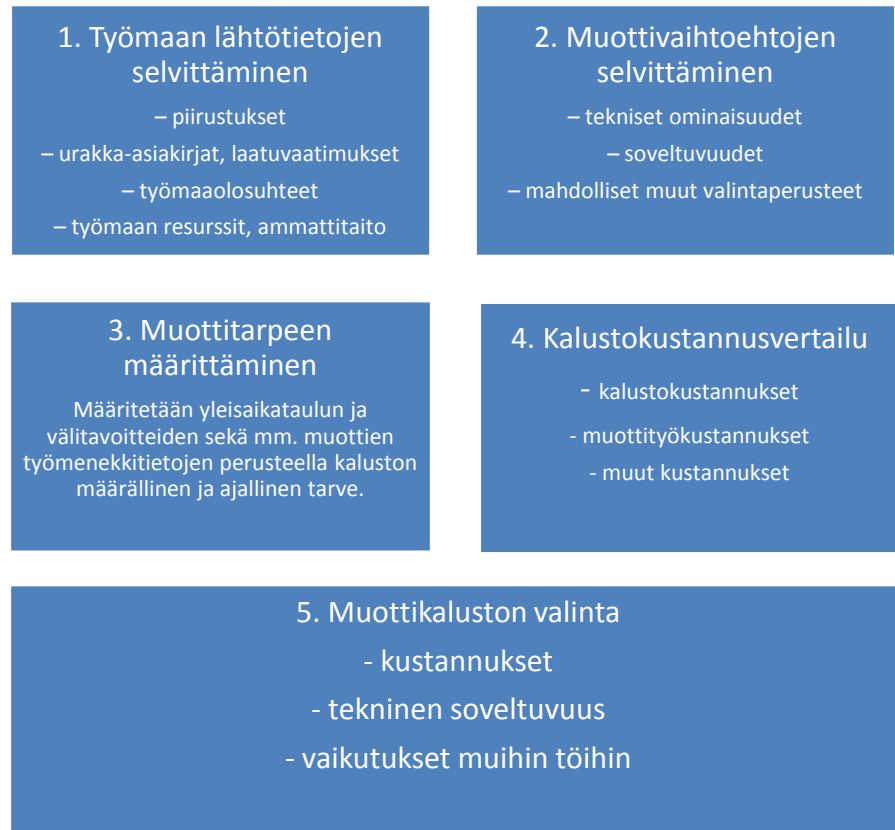 1. Työmaan lähtötietojen
selvittäminen
– piirustukset
– urakka-asiakirjat, laatuvaatimukset
– työmaaolosuhteet
– työmaan resurssit, ammattitaito
2. Muottivaihtoehtojen
selvittäminen
– tekniset ominaisuudet
– soveltuvuudet
– mahdolliset muut valintaperusteet
3. Muottitarpeen
määrittäminen
Määritetään yleisaikataulun ja
välitavoitteiden sekä mm. muottien
työmenekkitietojen perusteella kaluston
määrällinen ja ajallinen tarve.
4. Kalustokustannusvertailu
- kalustokustannukset
- muottityökustannukset
- muut kustannukset
5. Muottikaluston valinta
- kustannukset
- tekninen soveltuvuus
- vaikutukset muihin töihin